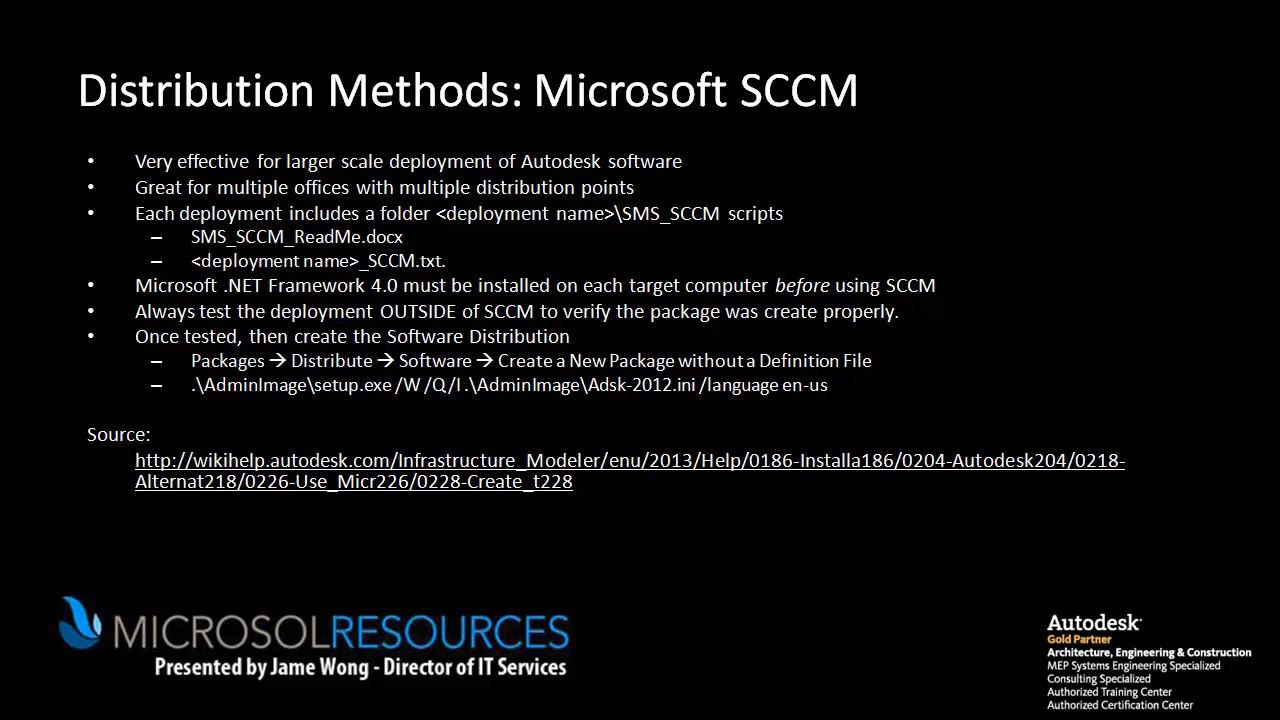 Distribution Methods: Microsoft SCCM
• Very effective for larger scale deployment of Autodesk software
• Great for multiple offices with multiple distribution points
• Each deployment includes a folder <deployment name>\SMS_SCCM scripts
– SMS_SCCM_ReadMe.docx
– <deployment name>_SCCM.txt.
• Microsoft .NET Framework 4.0 must be installed on each target computer before using SCCM
• Always test the deployment OUTSIDE of SCCM to verify the package was create properly.
• Once tested, then create the Software Distribution
– Packages → Distribute → Software → Create a New Package without a Definition File
– .\AdminImage\setup.exe /W /Q /I .\AdminImage\Adsk-2012.ini /language en-us
Source:
http://wikihelp.autodesk.com/Infrastructure_Modeler/enu/2013/Help/0186-Installa186/0204-Autodesk204/0218-
Alternat218/0226-Use_Micr226/0228-Create_t228
MICROSOLRESOURCES
Presented by Jame Wong - Director of IT Services
Autodesk
Gold Partner
Architecture, Engineering & Construction
MEP Systems Engineering Specialized
Consulting Specialized
Authorized Training Center
Authorized Certification Center